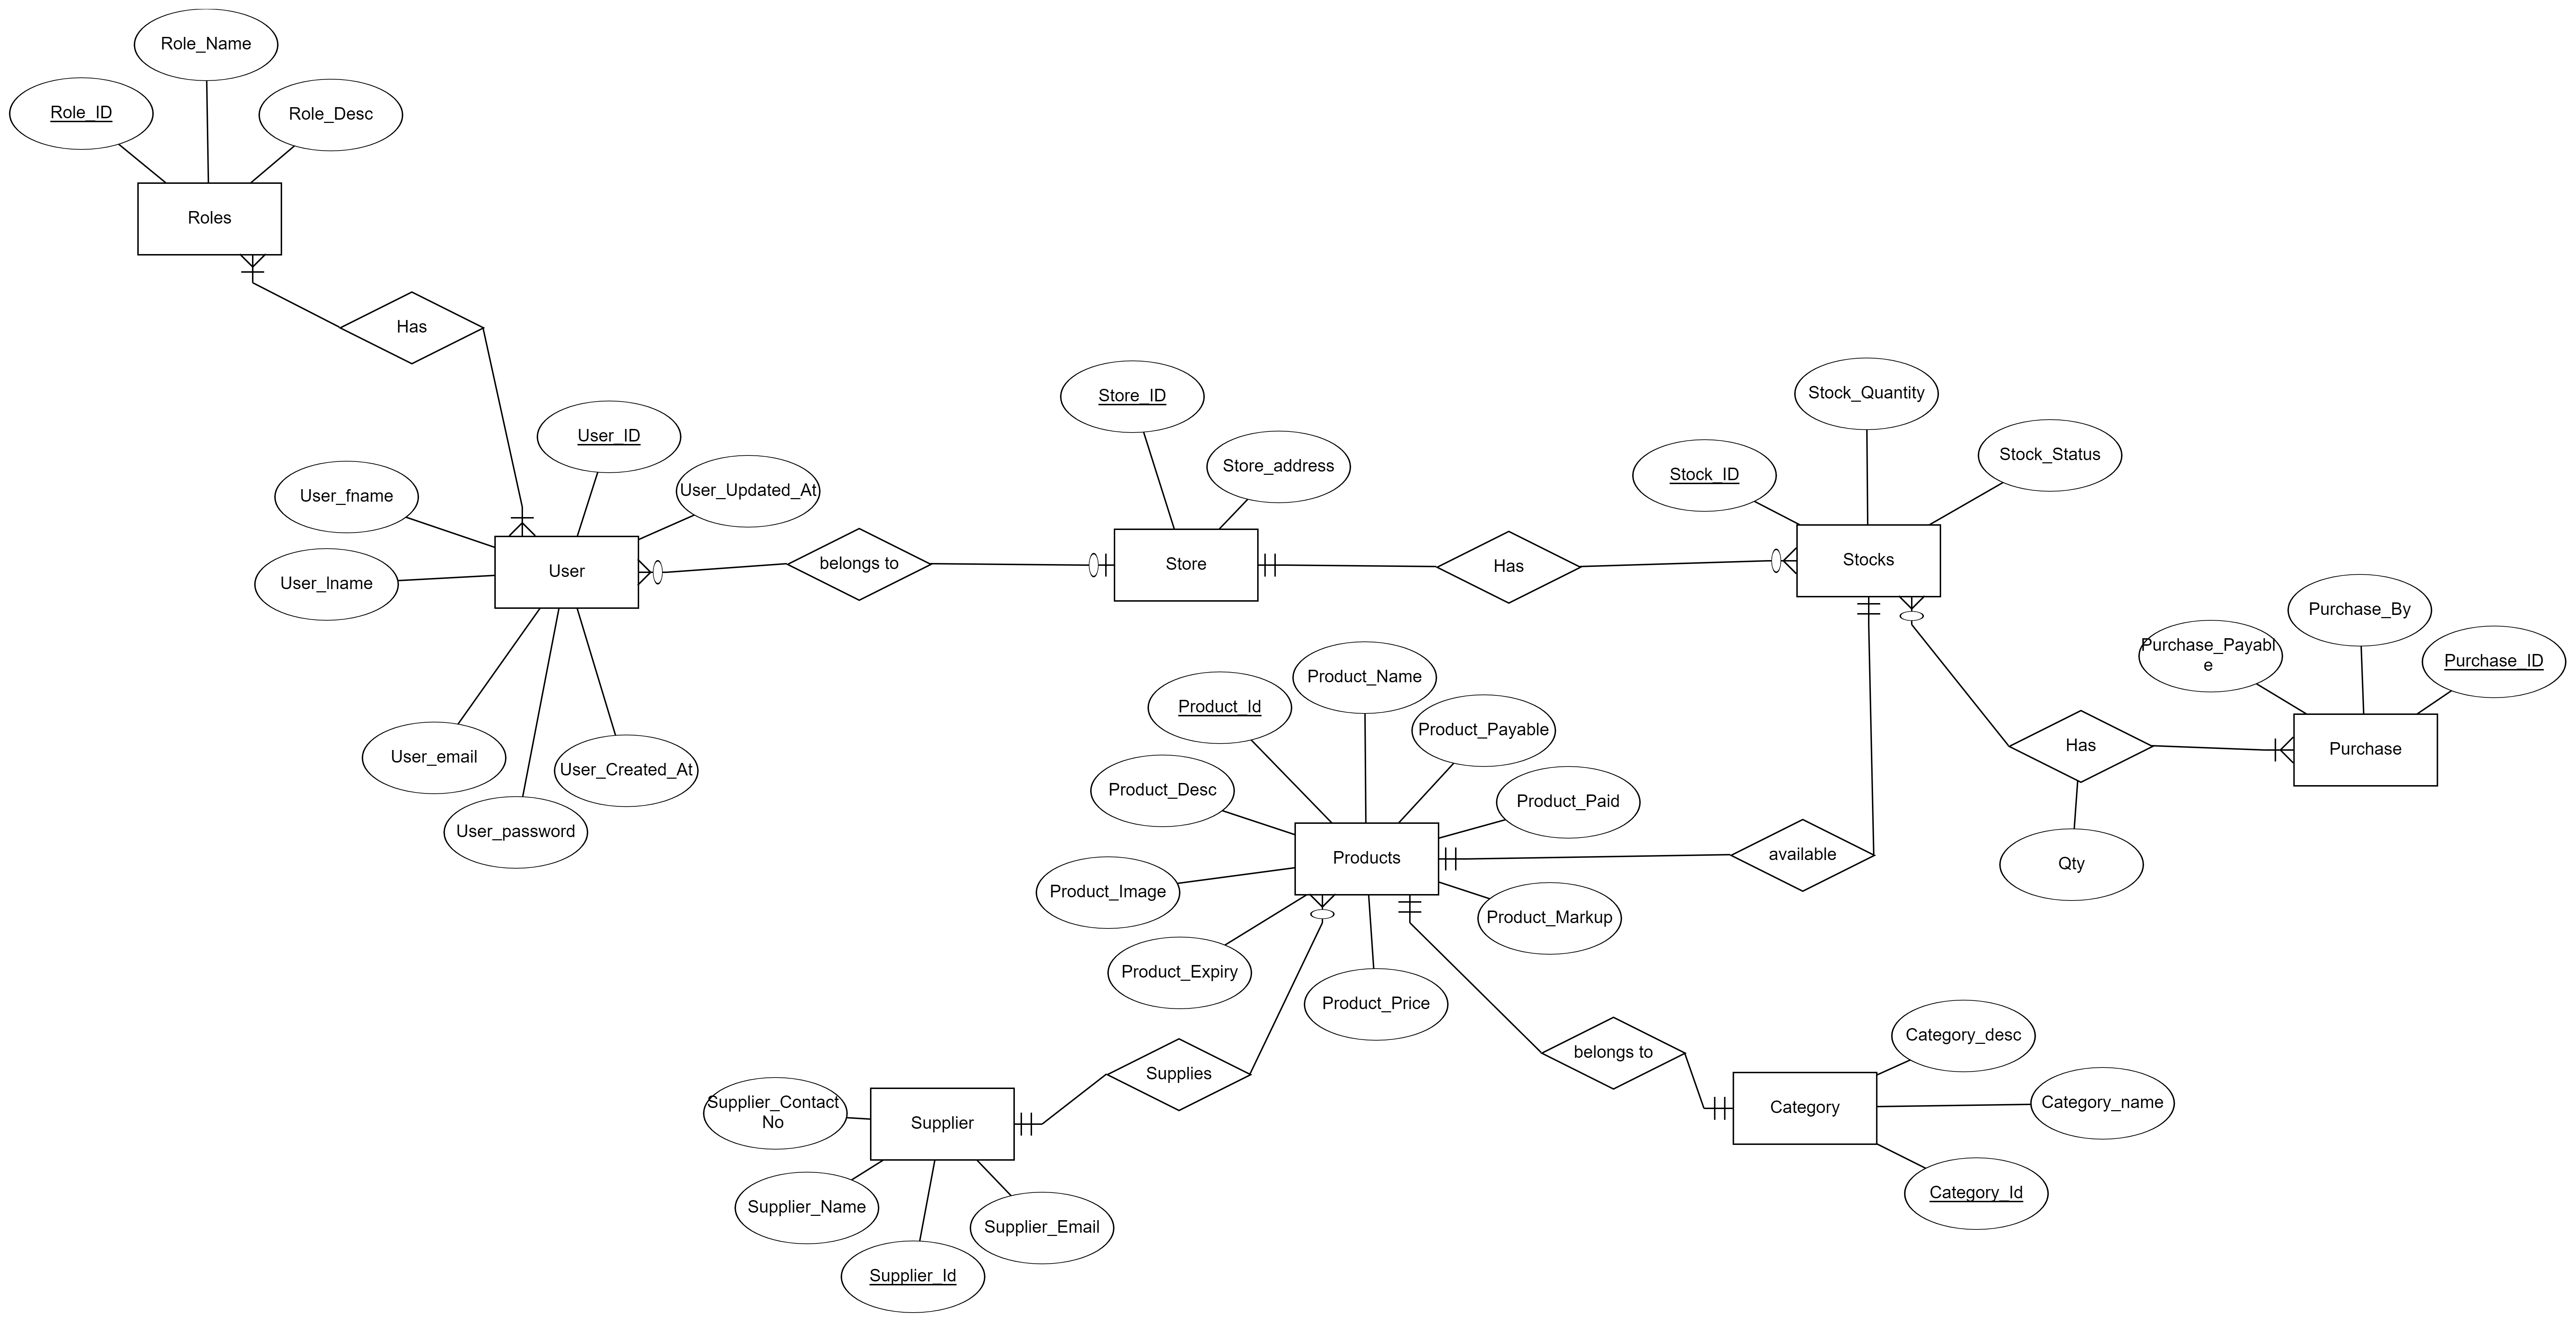 Role_Name
Role_ID
Role_Desc
Roles
Has
User_ID
User_Updated_At
User_fname
User_lname
User
belongs to
User_email
User_Created_At
User_password
Store_ID
Store_address
Store
Has
Stock_Quantity
Stock_Status
Stock_ID
Stocks
Purchase_By
Purchase_Payabl
e
Purchase_ID
Has
Purchase
Qty
Product_Name
Product_Id
Product_Payable
Product_Desc
Product_Paid
Products
available
Product_Image
Product_Markup
Product_Expiry
Product_Price
Supplies
belongs to
Category_desc
Category_name
Category
Category_Id
Supplier_Contact
No
Supplier
Supplier_Name
Supplier_Email
Supplier_Id